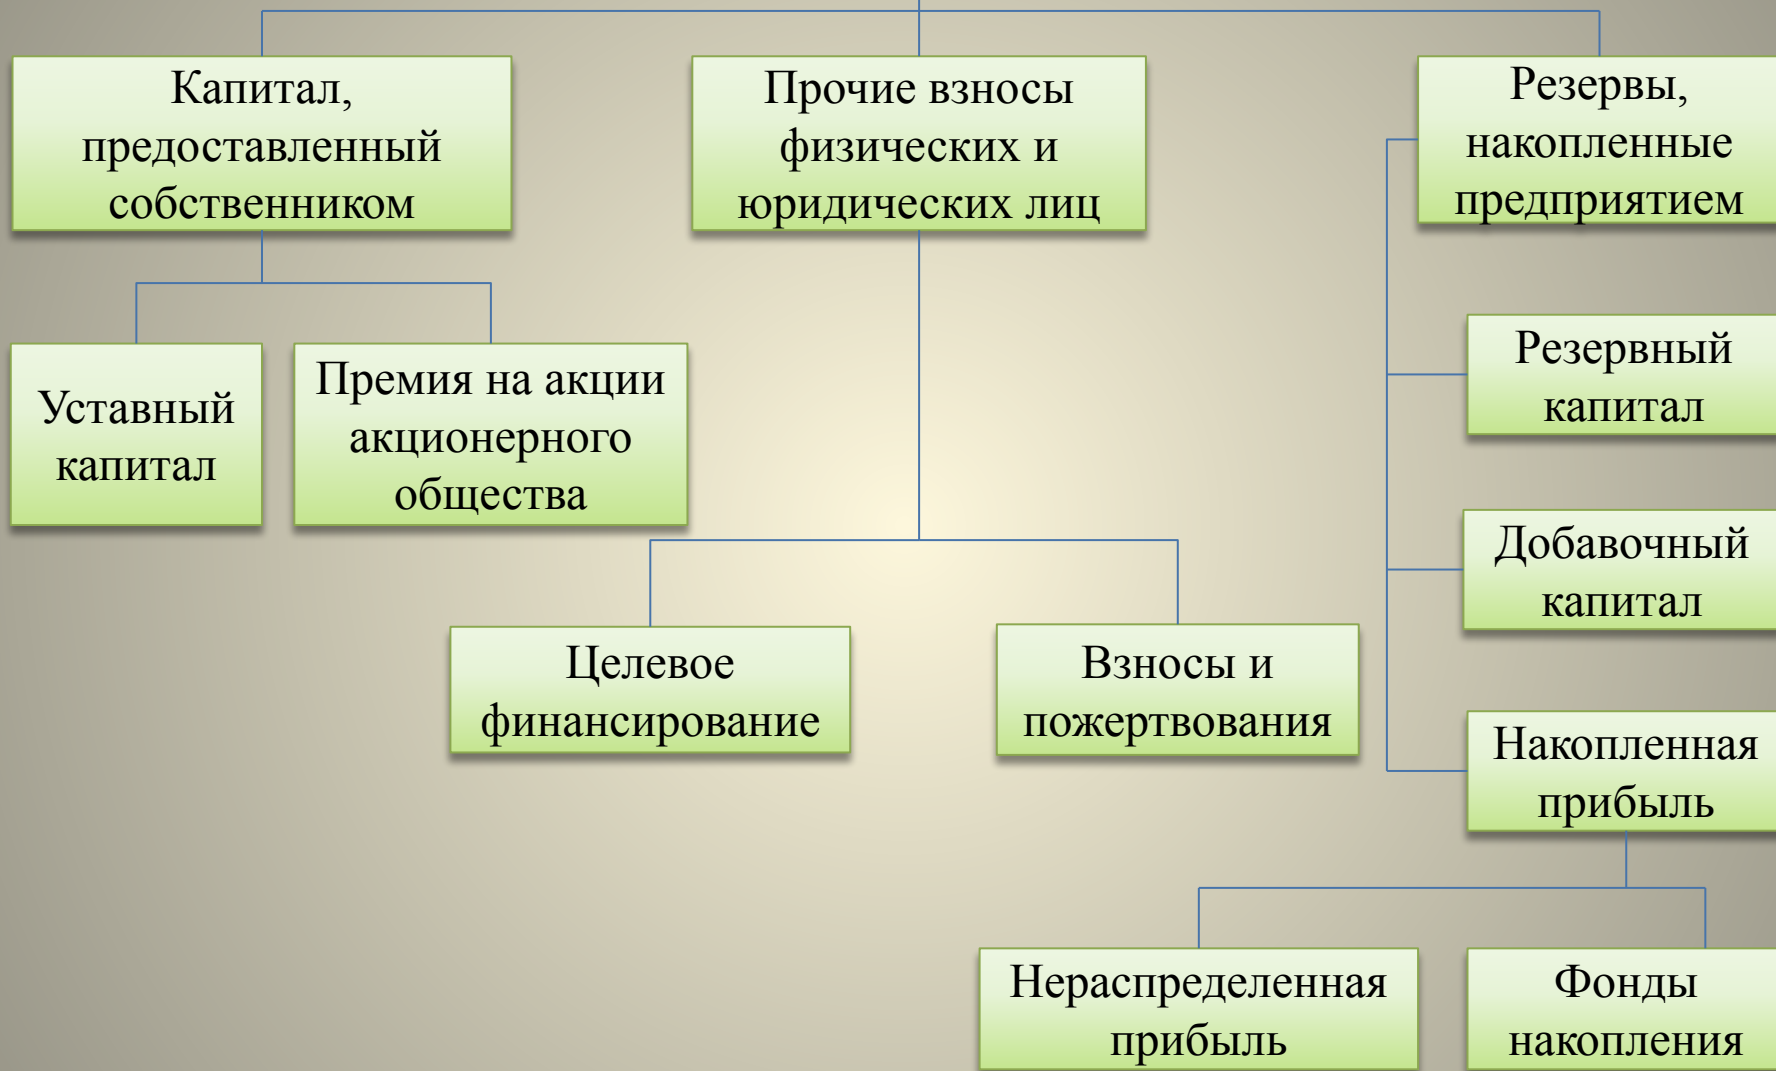 Капитал,
предоставленный
собственником
Прочие взносы
физических и
юридических лиц
Резервы,
накопленные
предприятием
Уставный
капитал
Премия на акции
акционерного
общества
Резервный
капитал
Добавочный
капитал
Целевое
финансирование
Взносы и
пожертвования
Накопленная
прибыль
Нераспределенная
прибыль
Фонды
накопления